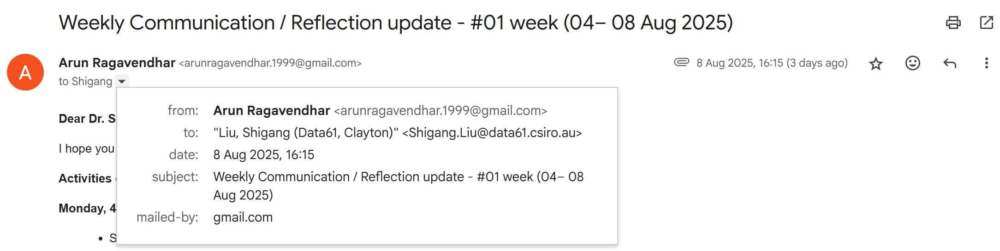 Weekly Communication / Reflection update - #01 week (04– 08 Aug 2025)
A
Arun Ragavendhar <arunragavendhar.1999@gmail.com>
8 Aug 2025, 16:15 (3 days ago)
to Shigang
from: Arun Ragavendhar <arunragavendhar.1999@gmail.com>
to: "Liu, Shigang (Data61, Clayton)" <Shigang.Liu@data61.csiro.au>
date: 8 Aug 2025, 16:15
subject: Weekly Communication / Reflection update - #01 week (04– 08
Aug 2025)
mailed-by: gmail.com
Dear Dr. S
I hope you
Activities
Monday, 4
• S